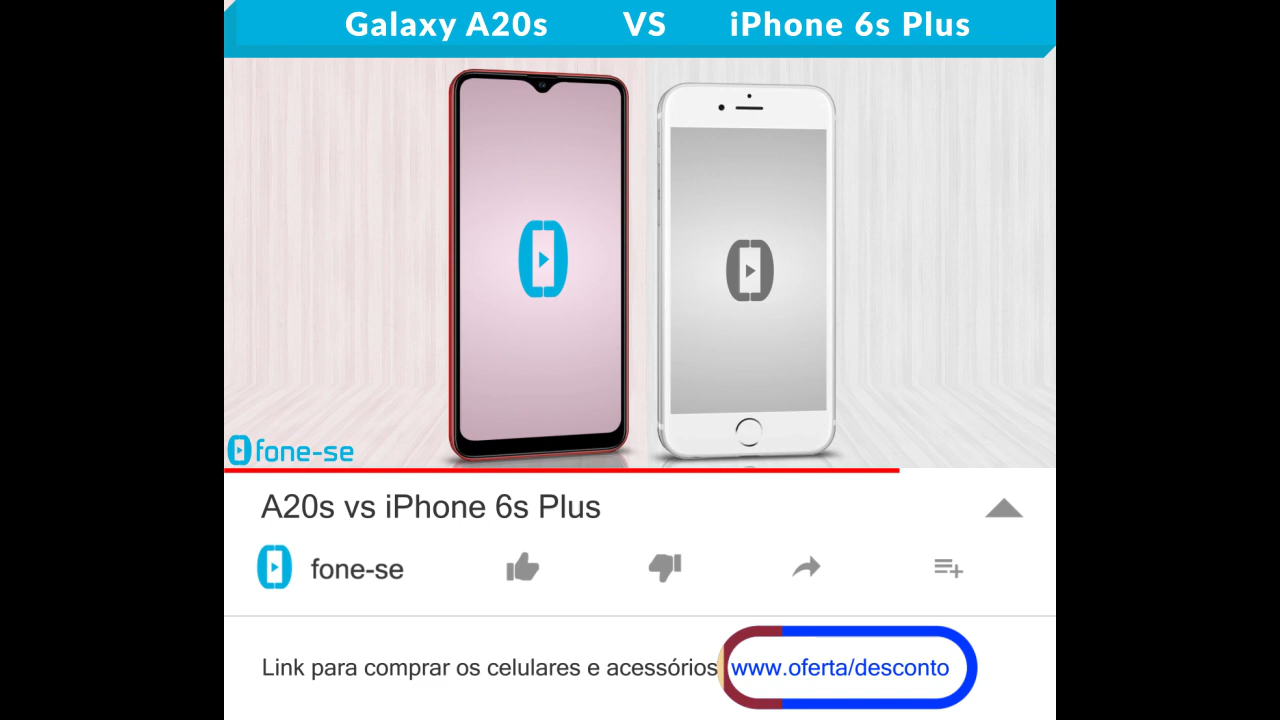 Galaxy A20s VS iPhone 6s Plus
fone-se
A20s vs iPhone 6s Plus
fone-se
Link para comprar os celulares e acessórios www.oferta/desconto